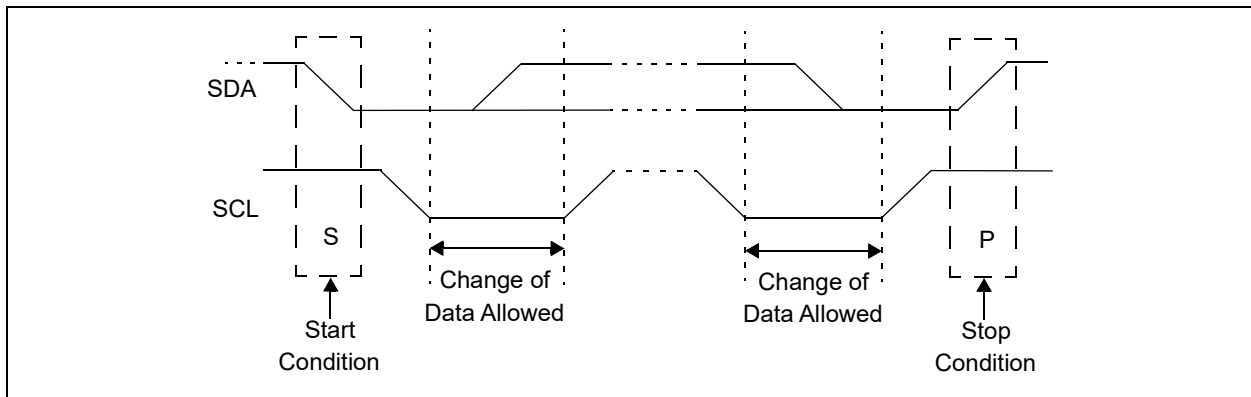 SDA
SCL
S
P
Change of
Data Allowed
Change of
Data Allowed
Start
Condition
Stop
Condition